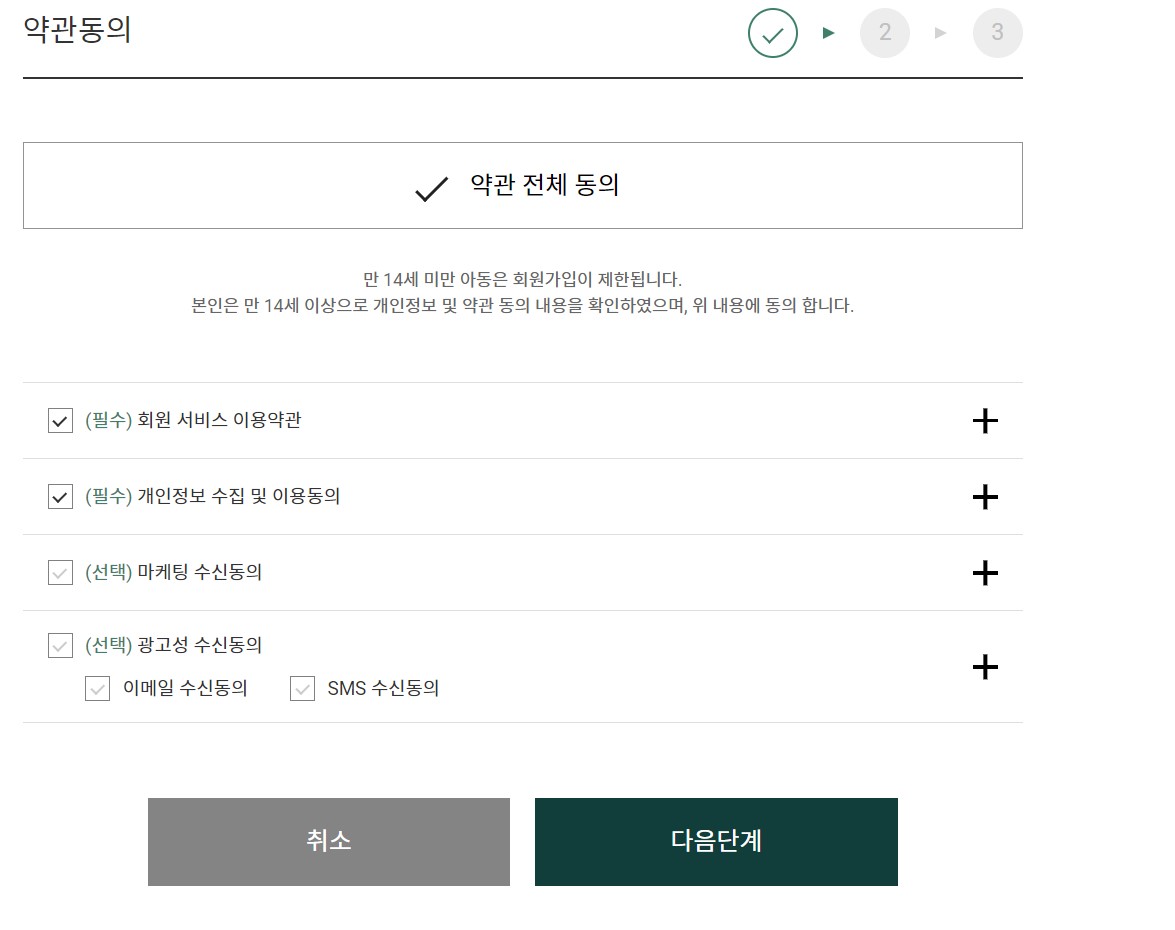 약관동의
2
3
약관 전체 동의
만 14세 미만 아동은 회원가입이 제한됩니다.
본인은 만 14세 이상으로 개인정보 및 약관 동의 내용을 확인하였으며, 위 내용에 동의 합니다.
(필수) 회원 서비스 이용약관
(필수) 개인정보 수집 및 이용동의
(선택) 마케팅 수신동의
(선택) 광고성 수신동의
이메일 수신동의 SMS 수신동의
취소 다음단계